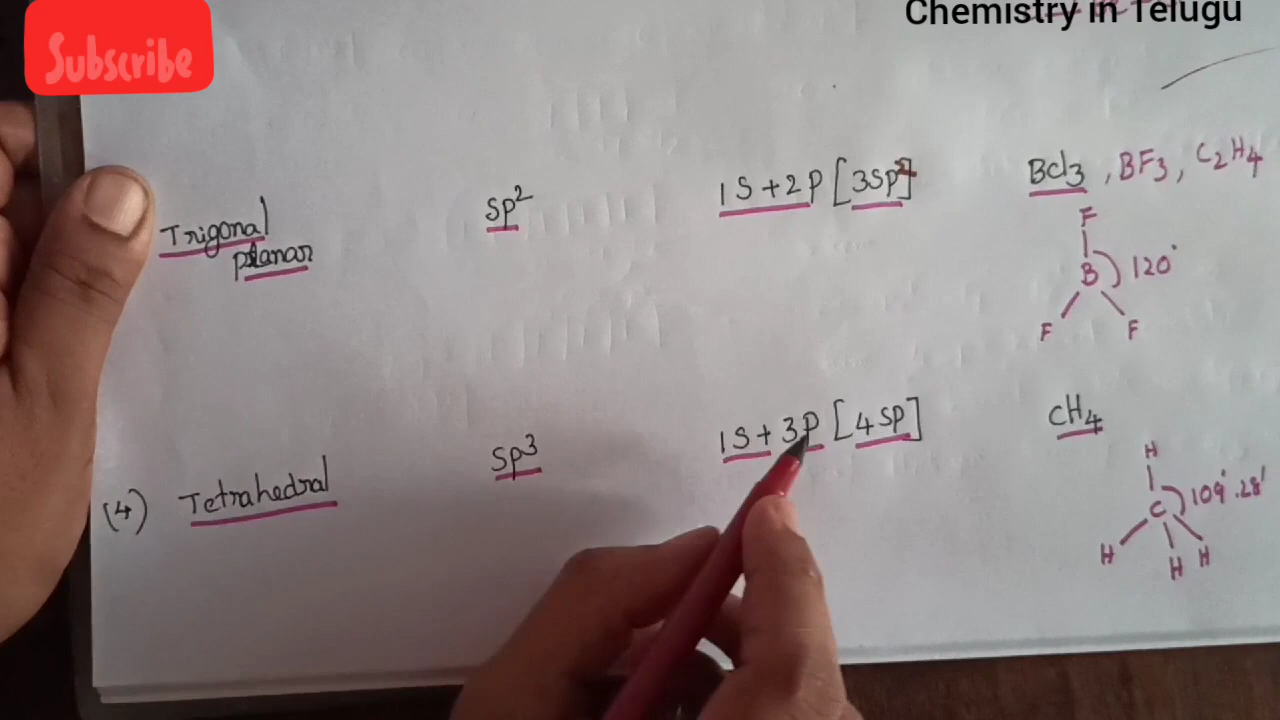 Subscribe
Chemistry in Telugu
Trigonal planar sp² 1S+2P [3SP²] BCl3, BF3, C2H4
F
B 120°
F F
(4) Tetrahedral sp³ 1S+3P [4SP] CH4
H
C 109°.28'
H H H